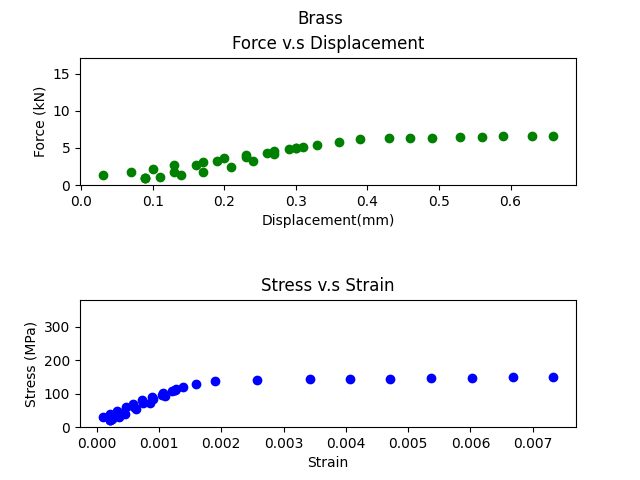 Brass
Force v.s Displacement
15
10
5
0
Force (kN)
0.0 0.1 0.2 0.3 0.4 0.5 0.6
Displacement(mm)
Stress v.s Strain
300
200
100
0
Stress (MPa)
0.000 0.001 0.002 0.003 0.004 0.005 0.006 0.007
Strain